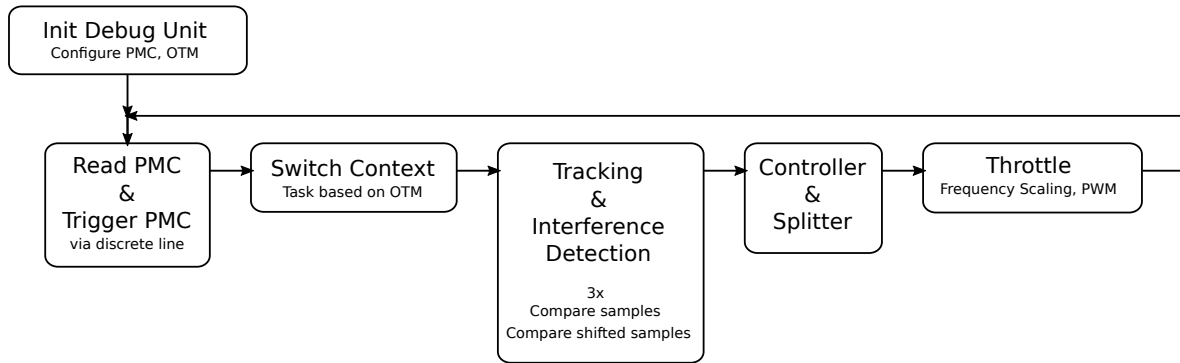 Init Debug Unit
Configure PMC, OTM
Read PMC
&
Trigger PMC
via discrete line
Switch Context
Task based on OTM
Tracking
&
Interference
Detection
3x
Compare samples
Compare shifted samples
Controller
&
Splitter
Throttle
Frequency Scaling, PWM